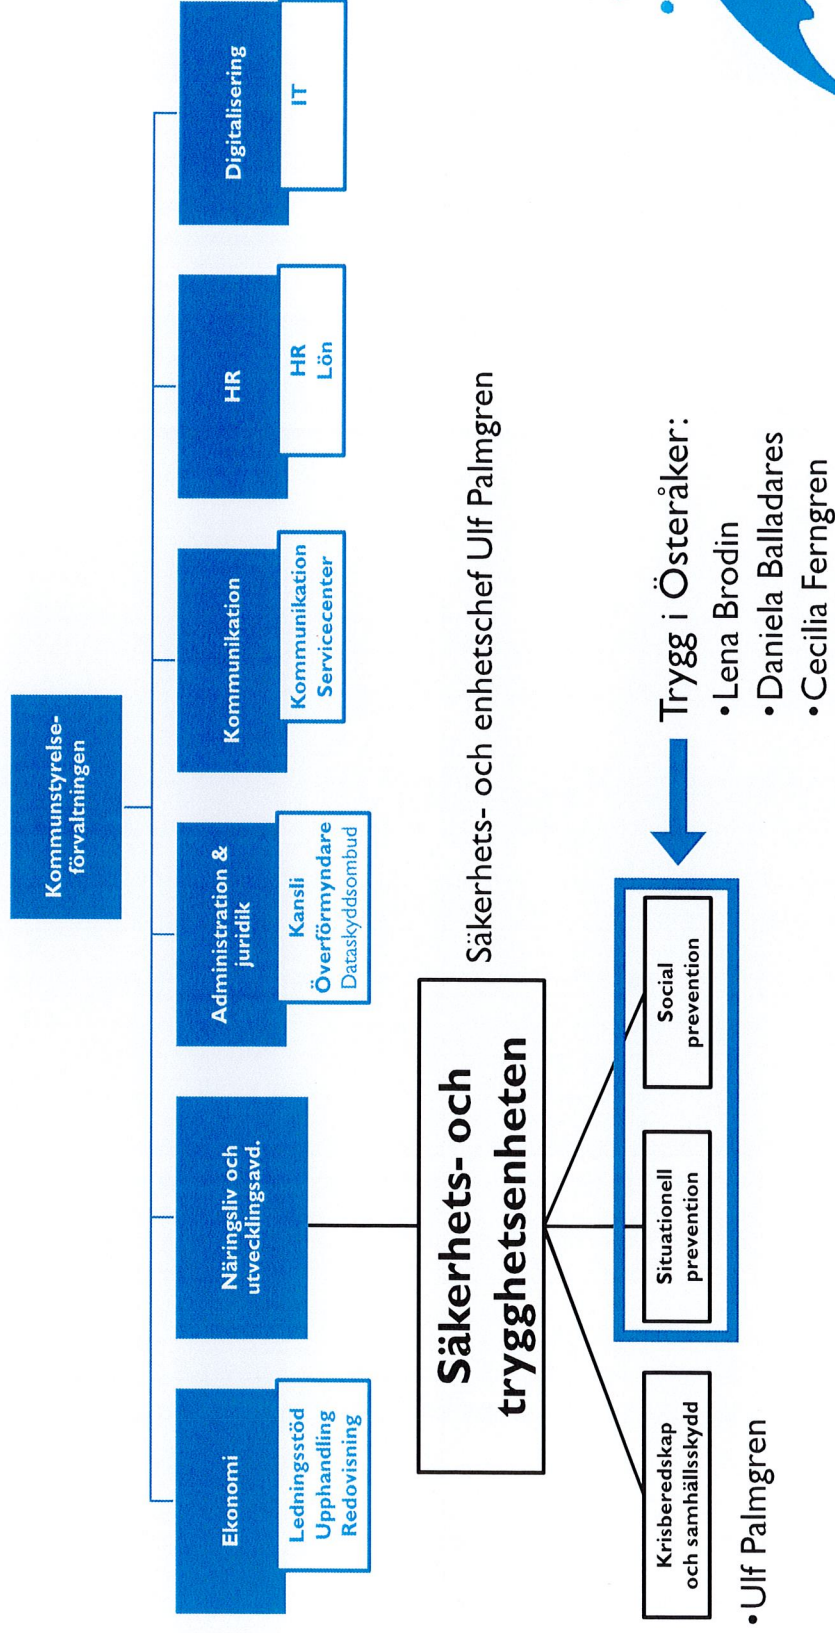 Kommunstyrelse-
förvaltningen
Ekonomi
Ledningsstöd
Upphandling
Redovisning
Näringsliv och
utvecklingsavd.
Administration &
juridik
Kansli
Överförmyndare
Dataskyddsombud
Kommunikation
Kommunikation
Servicecenter
HR
HR
Lön
Digitalisering
IT
Säkerhets- och
trygghetsenheten
Säkerhets- och enhetschef Ulf Palmgren
Krisberedskap
och samhällsskydd
•Ulf Palmgren
Situationell
prevention
Social
prevention
Trygg i Österåker:
•Lena Brodin
•Daniela Balladares
•Cecilia Ferngren